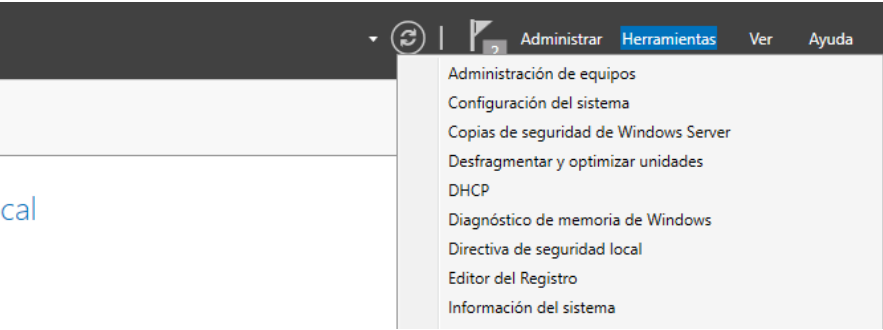 2 Administrar Herramientas Ver Ayuda
Administración de equipos
Configuración del sistema
Copias de seguridad de Windows Server
Desfragmentar y optimizar unidades
DHCP
cal
Diagnóstico de memoria de Windows
Directiva de seguridad local
Editor del Registro
Información del sistema